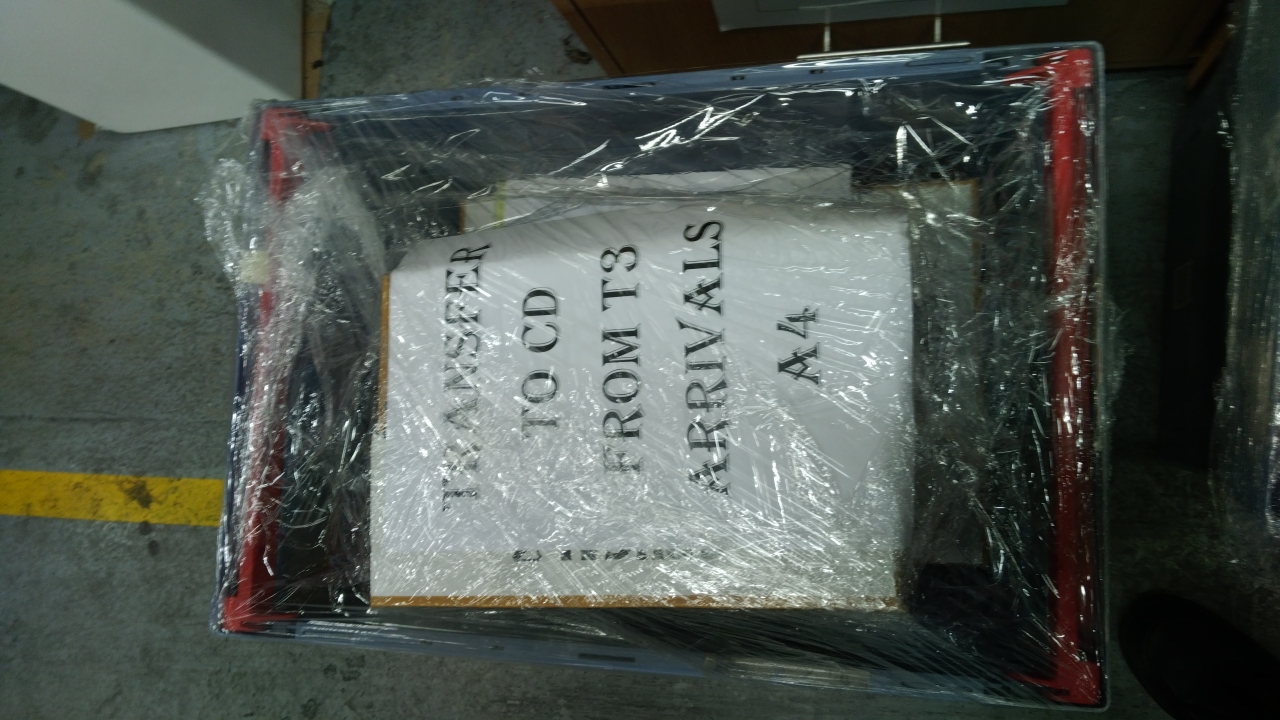 TRANSFER
TO CD
FROM T3
ARRIVALS
A4